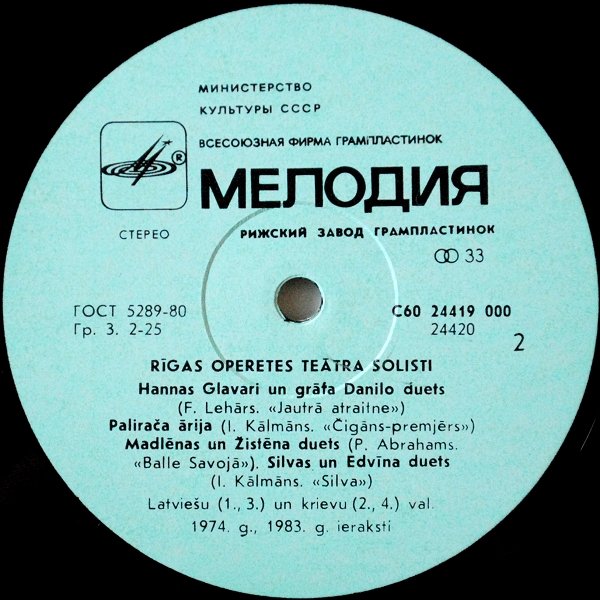 МИНИСТЕРСТВО
КУЛЬТУРЫ СССР
ВСЕСОЮЗНАЯ ФИРМА ГРАМПЛАСТИНОК
®
МЕЛОДИЯ
СТЕРЕО
РИЖСКИЙ ЗАВОД ГРАМПЛАСТИНОК
33
ГОСТ 5289-80
Гр. 3. 2-25
С60 24419 000
24420
2
RĪGAS OPERETES TEĀTRA SOLISTI
Hannas Glavari un grāfa Danilo duets
(F. Lehārs. «Jautrā atraitne»)
Palirača ārija (I. Kālmāns. «Čigāns-premjērs»)
Madlēnas un Žistēna duets (P. Abrahams.
«Balle Savojā»). Silvas un Edvīna duets
(I. Kālmāns. «Silva»)
Latviešu (1., 3.) un krievu (2., 4.) val.
1974. g., 1983. g. ieraksti